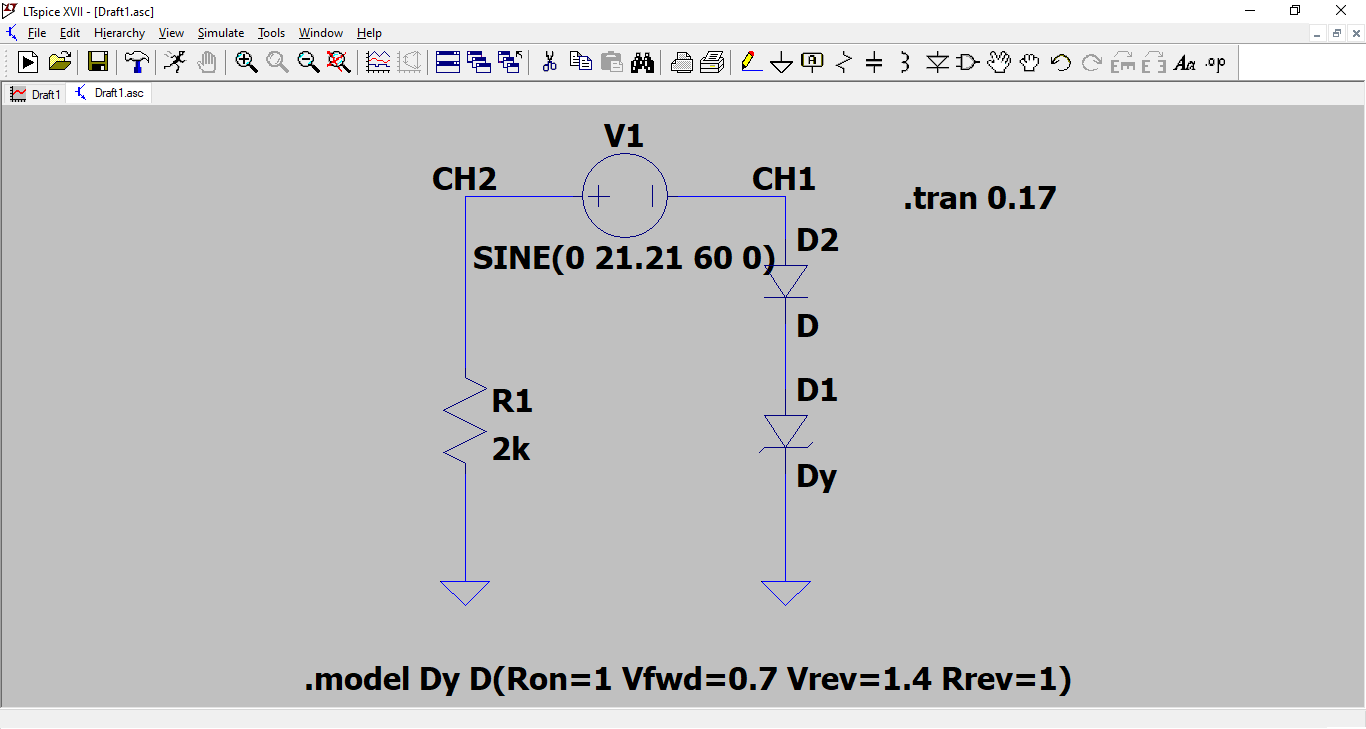 LTspice XVII - [Draft1.asc]
File Edit Hierarchy View Simulate Tools Window Help
A Aa .op
Draft1 Draft1.asc
V1
CH2 CH1
.tran 0.17
D2
SINE(0 21.21 60 0)
D
D1
R1
2k
Dy
.model Dy D(Ron=1 Vfwd=0.7 Vrev=1.4 Rrev=1)